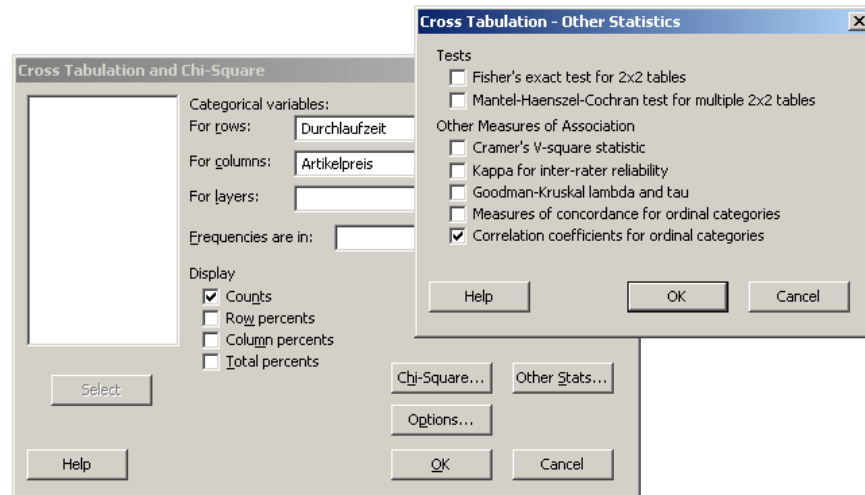 Cross Tabulation - Other Statistics
Tests
Fisher's exact test for 2x2 tables
Mantel-Haenszel-Cochran test for multiple 2x2 tables
Other Measures of Association
Cramer's V-square statistic
Kappa for inter-rater reliability
Goodman-Kruskal lambda and tau
Measures of concordance for ordinal categories
Correlation coefficients for ordinal categories
Help OK Cancel
Cross Tabulation and Chi-Square
Categorical variables:
For rows: Durchlaufzeit
For columns: Artikelpreis
For layers:
Frequencies are in:
Display
Counts
Row percents
Column percents
Total percents
Chi-Square... Other Stats...
Select
Options...
Help OK Cancel